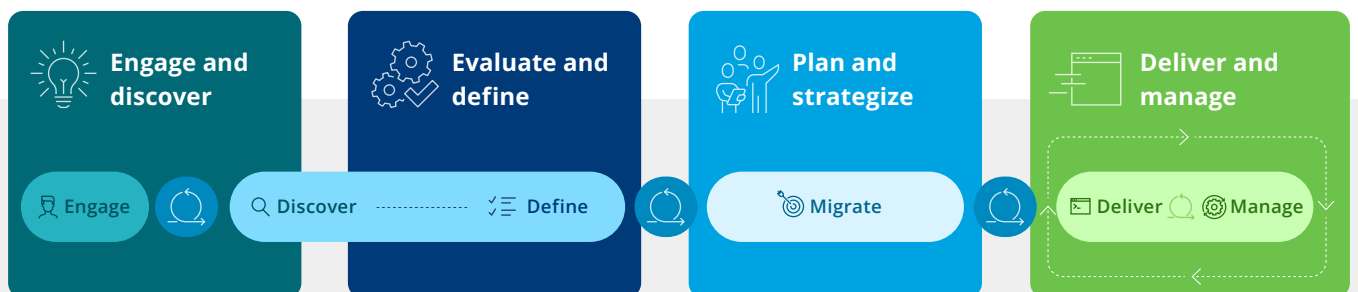 Engage and
discover
Evaluate and
define
Plan and
strategize
Deliver and
manage
Engage
Discover
Define
Migrate
Deliver
Manage